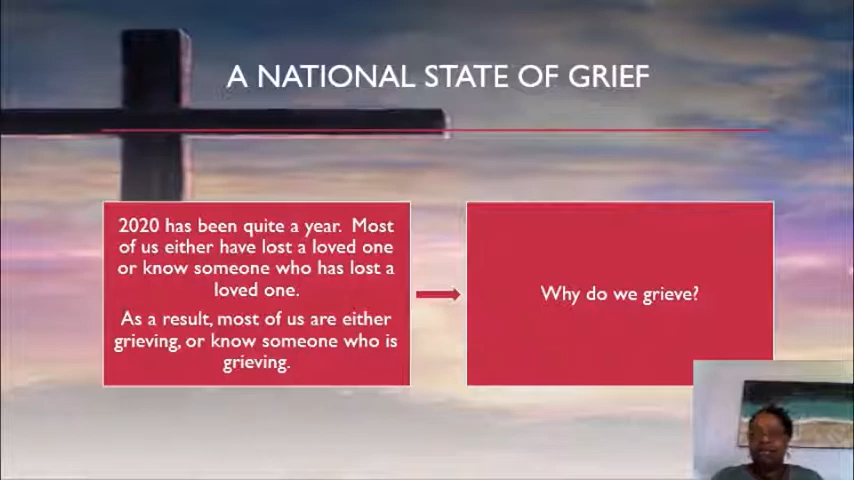 A NATIONAL STATE OF GRIEF
2020 has been quite a year. Most
of us either have lost a loved one
or know someone who has lost a
loved one.
As a result, most of us are either
grieving, or know someone who is
grieving.
Why do we grieve?